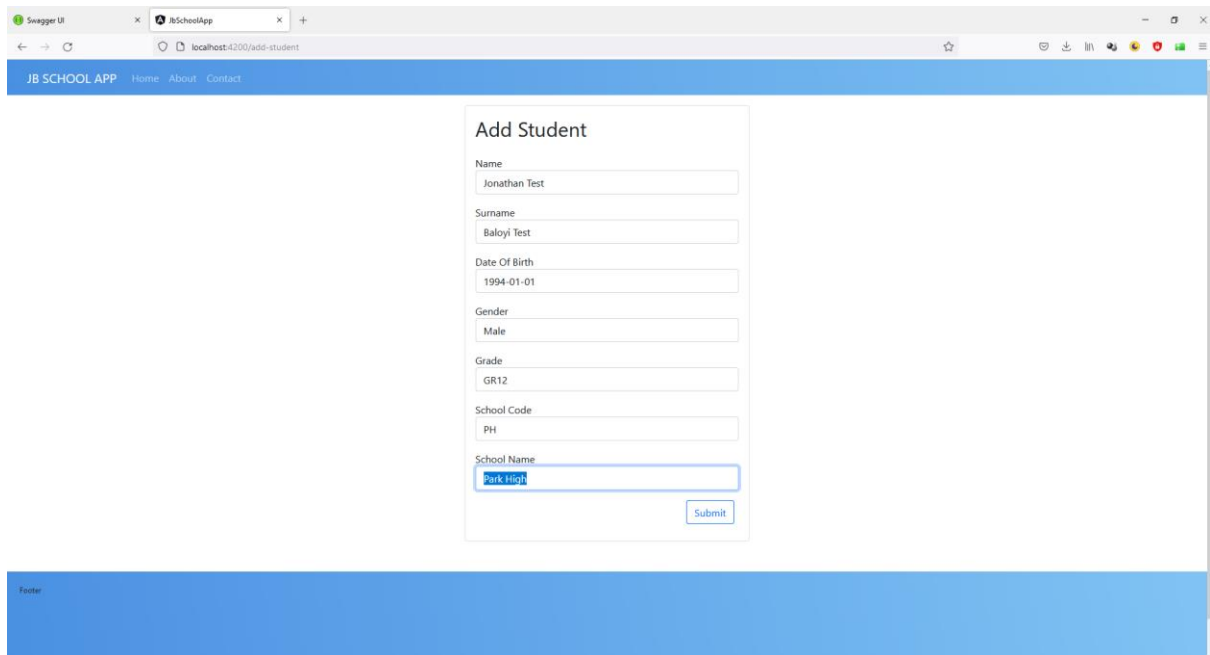 Swagger UI
JbSchoolApp
localhost:4200/add-student
JB SCHOOL APP Home About Contact
Add Student
Name
Jonathan Test
Surname
Baloyi Test
Date Of Birth
1994-01-01
Gender
Male
Grade
GR12
School Code
PH
School Name
Park High
Submit
Footer